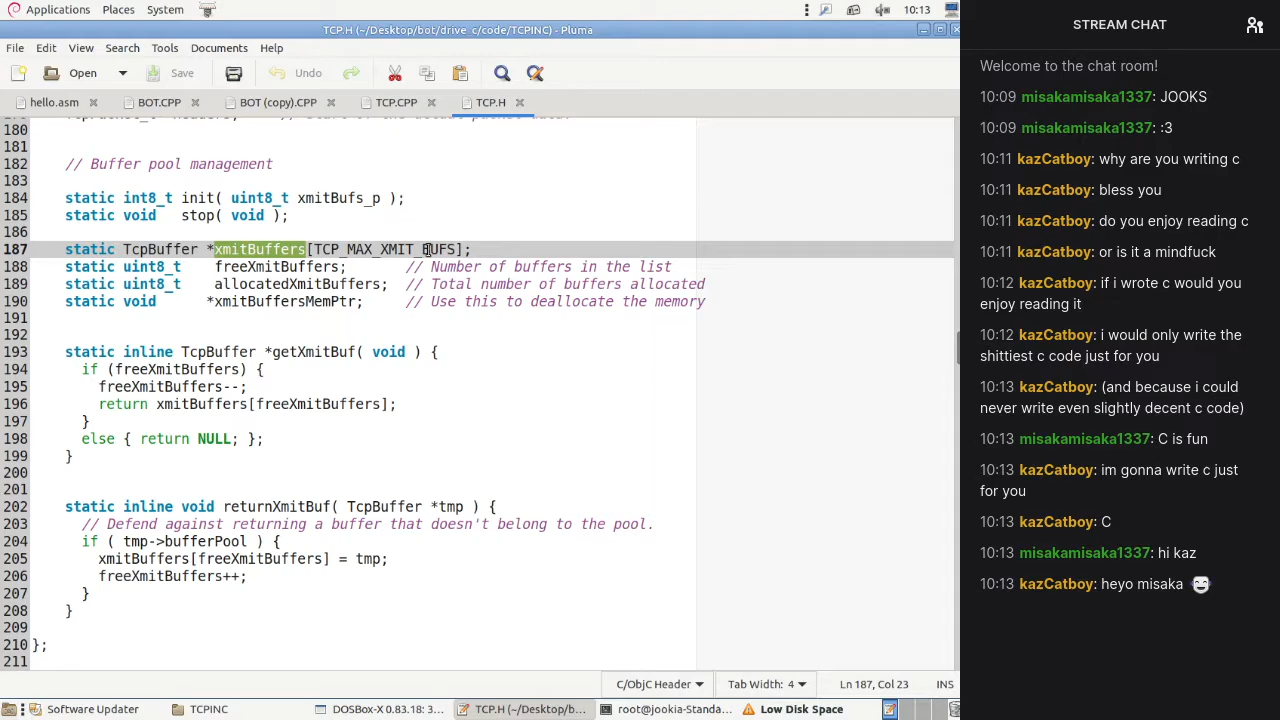 Applications Places System 10:13
TCP.H (~/Desktop/bot/drive_c/code/TCPINC) - Pluma
File Edit View Search Tools Documents Help
Open Save Undo
hello.asm BOT.CPP BOT (copy).CPP TCP.CPP TCP.H
180
181
182 // Buffer pool management
183
184 static int8_t init( uint8_t xmitBufs_p );
185 static void stop( void );
186
187 static TcpBuffer *xmitBuffers[TCP_MAX_XMIT_BUFS];
188 static uint8_t freeXmitBuffers; // Number of buffers in the list
189 static uint8_t allocatedXmitBuffers; // Total number of buffers allocated
190 static void *xmitBuffersMemPtr; // Use this to deallocate the memory
191
192
193 static inline TcpBuffer *getXmitBuf( void ) {
194 if (freeXmitBuffers) {
195 freeXmitBuffers--;
196 return xmitBuffers[freeXmitBuffers];
197 }
198 else { return NULL; };
199 }
200
201
202 static inline void returnXmitBuf( TcpBuffer *tmp ) {
203 // Defend against returning a buffer that doesn't belong to the pool.
204 if ( tmp->bufferPool ) {
205 xmitBuffers[freeXmitBuffers] = tmp;
206 freeXmitBuffers++;
207 }
208 }
209
210 };
211
C/ObjC Header Tab Width: 4 Ln 187, Col 23 INS
Software Updater TCPINC DOSBox-X 0.83.18: 3... TCP.H (~/Desktop/b... root@jookia-Standa... Low Disk Space
STREAM CHAT
Welcome to the chat room!
10:09 misakamisaka1337: JOOKS
10:09 misakamisaka1337: :3
10:11 kazCatboy: why are you writing c
10:11 kazCatboy: bless you
10:11 kazCatboy: do you enjoy reading c
10:11 kazCatboy: or is it a mindfuck
10:12 kazCatboy: if i wrote c would you
enjoy reading it
10:12 kazCatboy: i would only write the
shittiest c code just for you
10:13 kazCatboy: (and because i could
never write even slightly decent c code)
10:13 misakamisaka1337: C is fun
10:13 kazCatboy: im gonna write c just
for you
10:13 kazCatboy: C
10:13 misakamisaka1337: hi kaz
10:13 kazCatboy: heyo misaka